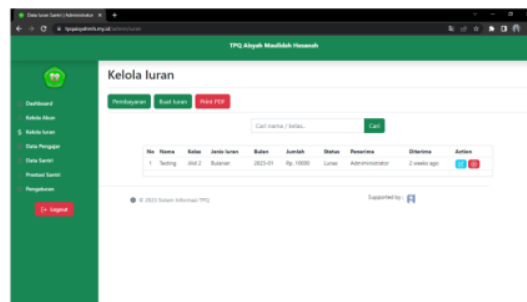 Data Iuran Santri | Administrator
tpqaisyahmh.my.id/admin/iuran
TPQ Aisyah Maulidah Hasanah
Dashboard
Kelola Akun
Kelola Iuran
Data Pengajar
Data Santri
Prestasi Santri
Pengaturan
Logout
Kelola Iuran
Pembayaran
Buat Iuran
Print PDF
Cari nama / kelas..
Cari
No Nama Kelas Jenis Iuran Bulan Jumlah Status Penerima Diterima Action
1 Testing Jilid 2 Bulanan 2023-01 Rp. 10000 Lunas Administrator 2 weeks ago
© 2023 Sistem Informasi TPQ.
Supported by :